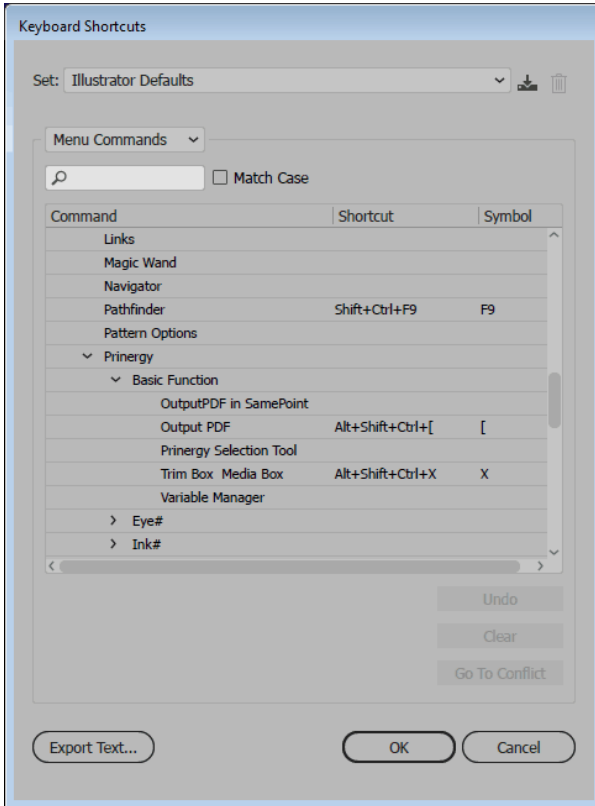 Keyboard Shortcuts
Set: Illustrator Defaults
Menu Commands
Match Case
Command Shortcut Symbol
Links
Magic Wand
Navigator
Pathfinder Shift+Ctrl+F9 F9
Pattern Options
Prinergy
Basic Function
OutputPDF in SamePoint
Output PDF Alt+Shift+Ctrl+[ [
Prinergy Selection Tool
Trim Box Media Box Alt+Shift+Ctrl+X X
Variable Manager
Eye#
Ink#
Undo
Clear
Go To Conflict
Export Text... OK Cancel